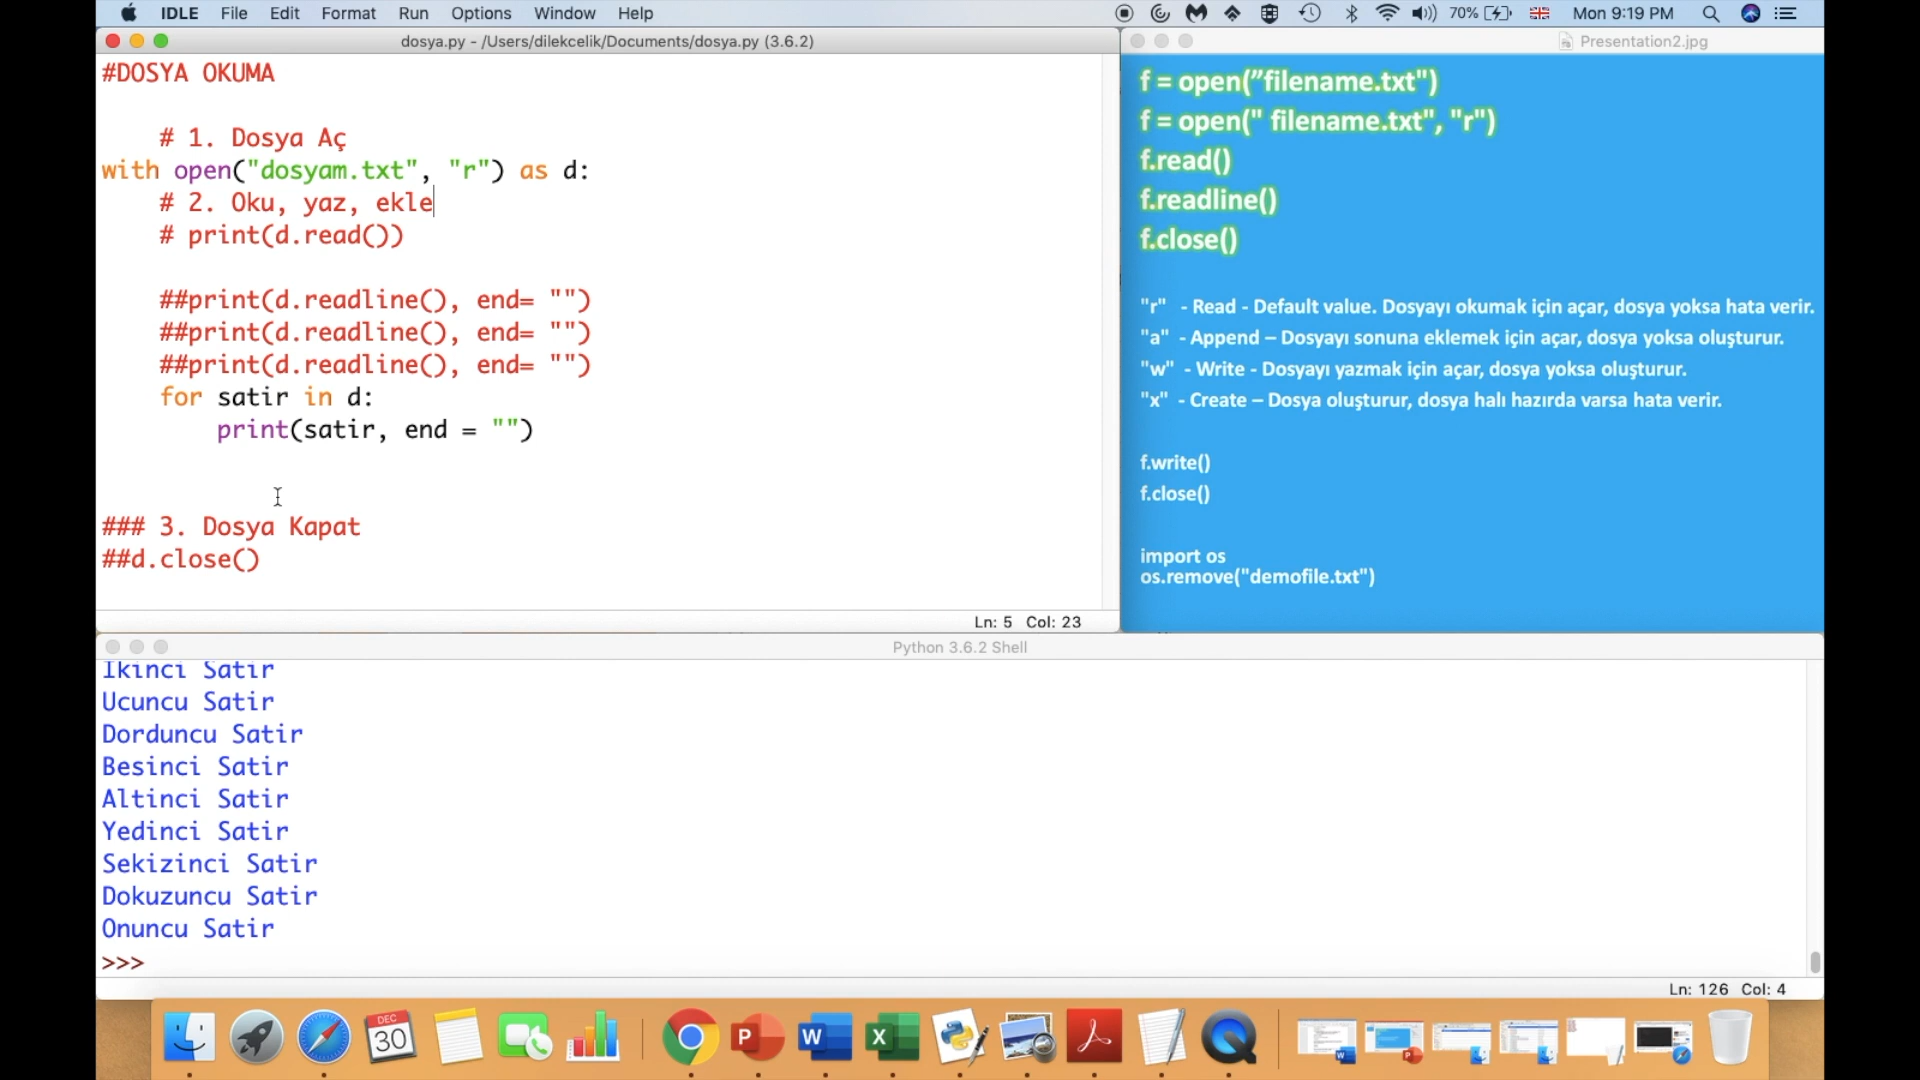 IDLE File Edit Format Run Options Window Help
70% Mon 9:19 PM
dosya.py - /Users/dilekcelik/Documents/dosya.py (3.6.2)
#DOSYA OKUMA
# 1. Dosya Aç
with open("dosyam.txt", "r") as d:
# 2. Oku, yaz, ekle
# print(d.read())
##print(d.readline(), end= "")
##print(d.readline(), end= "")
##print(d.readline(), end= "")
for satir in d:
print(satir, end = "")
### 3. Dosya Kapat
##d.close()
Ln: 5 Col: 23
Presentation2.jpg
f = open(”filename.txt")
f = open(" filename.txt", "r")
f.read()
f.readline()
f.close()
"r" - Read - Default value. Dosyayı okumak için açar, dosya yoksa hata verir.
"a" - Append – Dosyayı sonuna eklemek için açar, dosya yoksa oluşturur.
"w" - Write - Dosyayı yazmak için açar, dosya yoksa oluşturur.
"x" - Create – Dosya oluşturur, dosya halı hazırda varsa hata verir.
f.write()
f.close()
import os
os.remove("demofile.txt")
Python 3.6.2 Shell
Ikinci Satir
Ucuncu Satir
Dorduncu Satir
Besinci Satir
Altinci Satir
Yedinci Satir
Sekizinci Satir
Dokuzuncu Satir
Onuncu Satir
>>>
Ln: 126 Col: 4
DEC
30
P
W
X